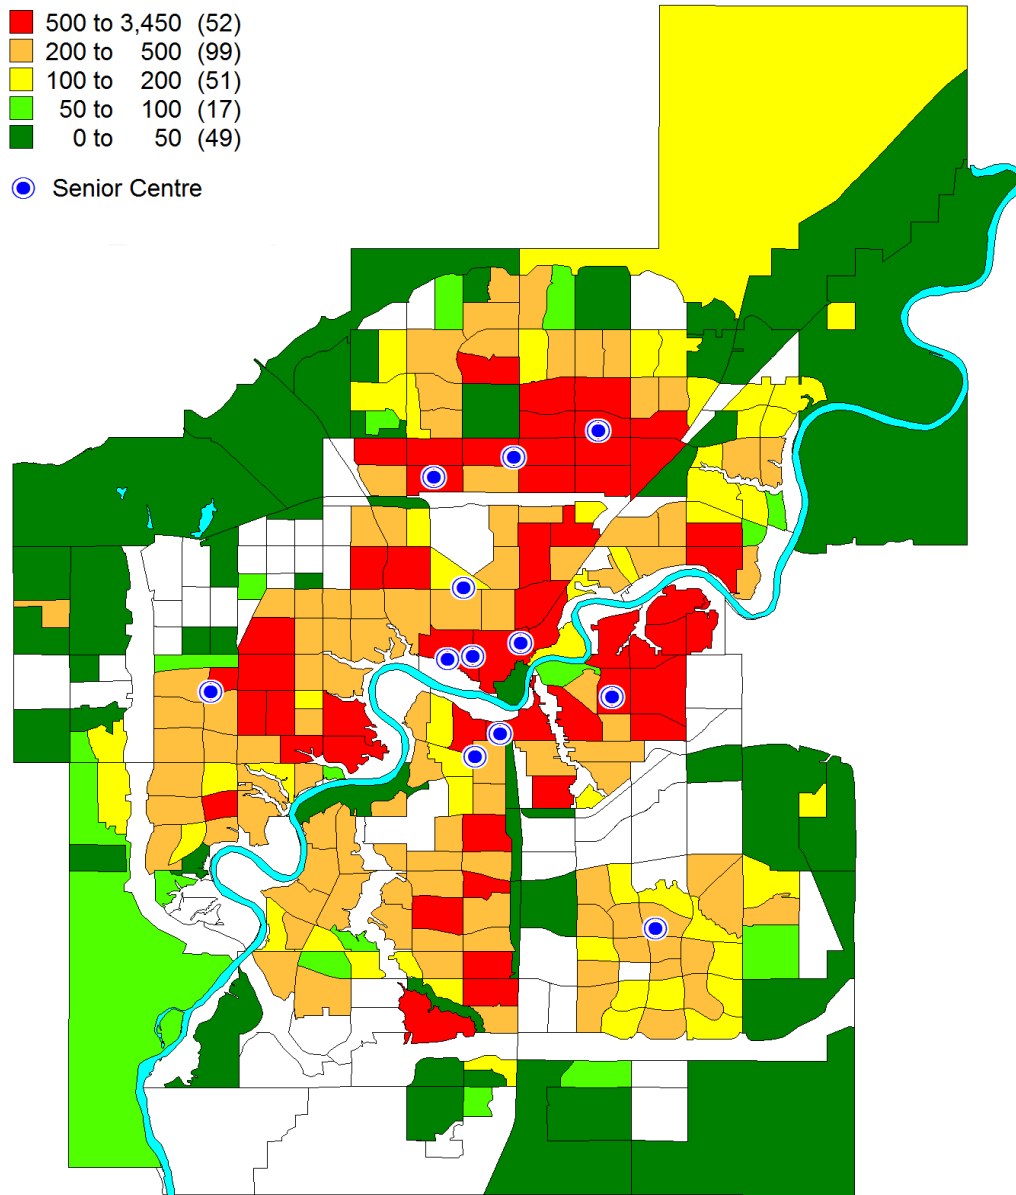 500 to 3,450 (52)
200 to 500 (99)
100 to 200 (51)
50 to 100 (17)
0 to 50 (49)
Senior Centre